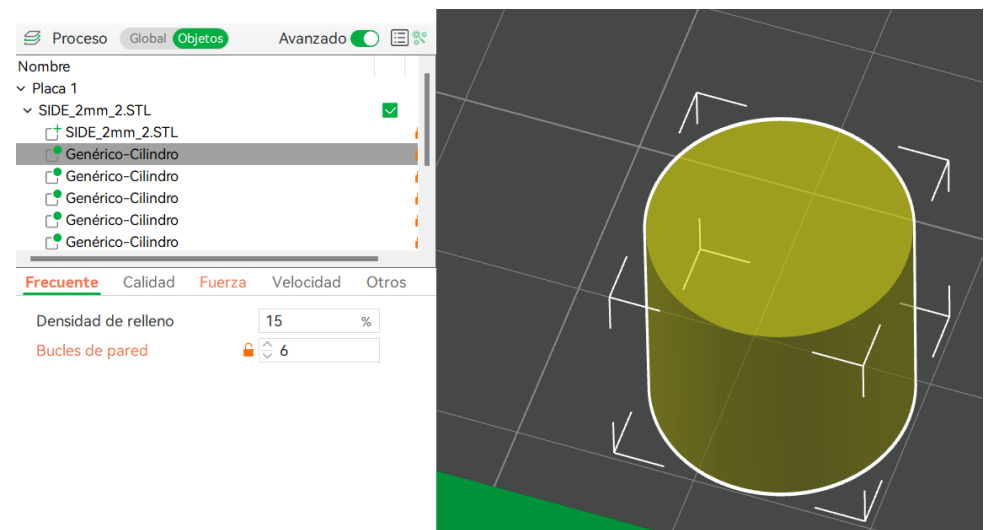 Proceso Global Objetos Avanzado
Nombre
Placa 1
SIDE_2mm_2.STL
SIDE_2mm_2.STL
Genérico-Cilindro
Genérico-Cilindro
Genérico-Cilindro
Genérico-Cilindro
Genérico-Cilindro
Frecuente Calidad Fuerza Velocidad Otros
Densidad de relleno 15 %
Bucles de pared 6